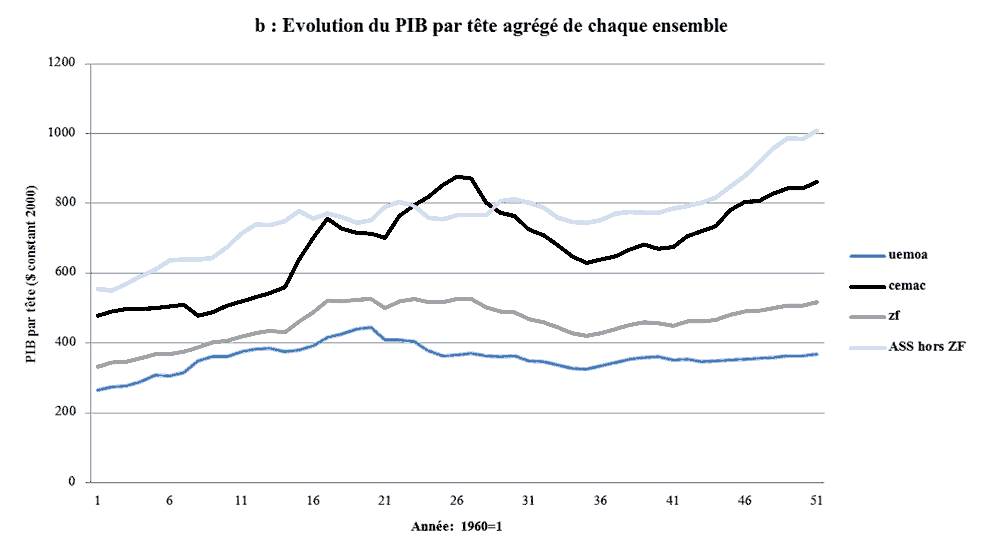 b : Evolution du PIB par tête agrégé de chaque ensemble
1200
1000
800
600
400
200
0
PIB par tête ($ constant 2000)
1 6 11 16 21 26 31 36 41 46 51
Année: 1960=1
uemoa
cemac
zf
ASS hors ZF